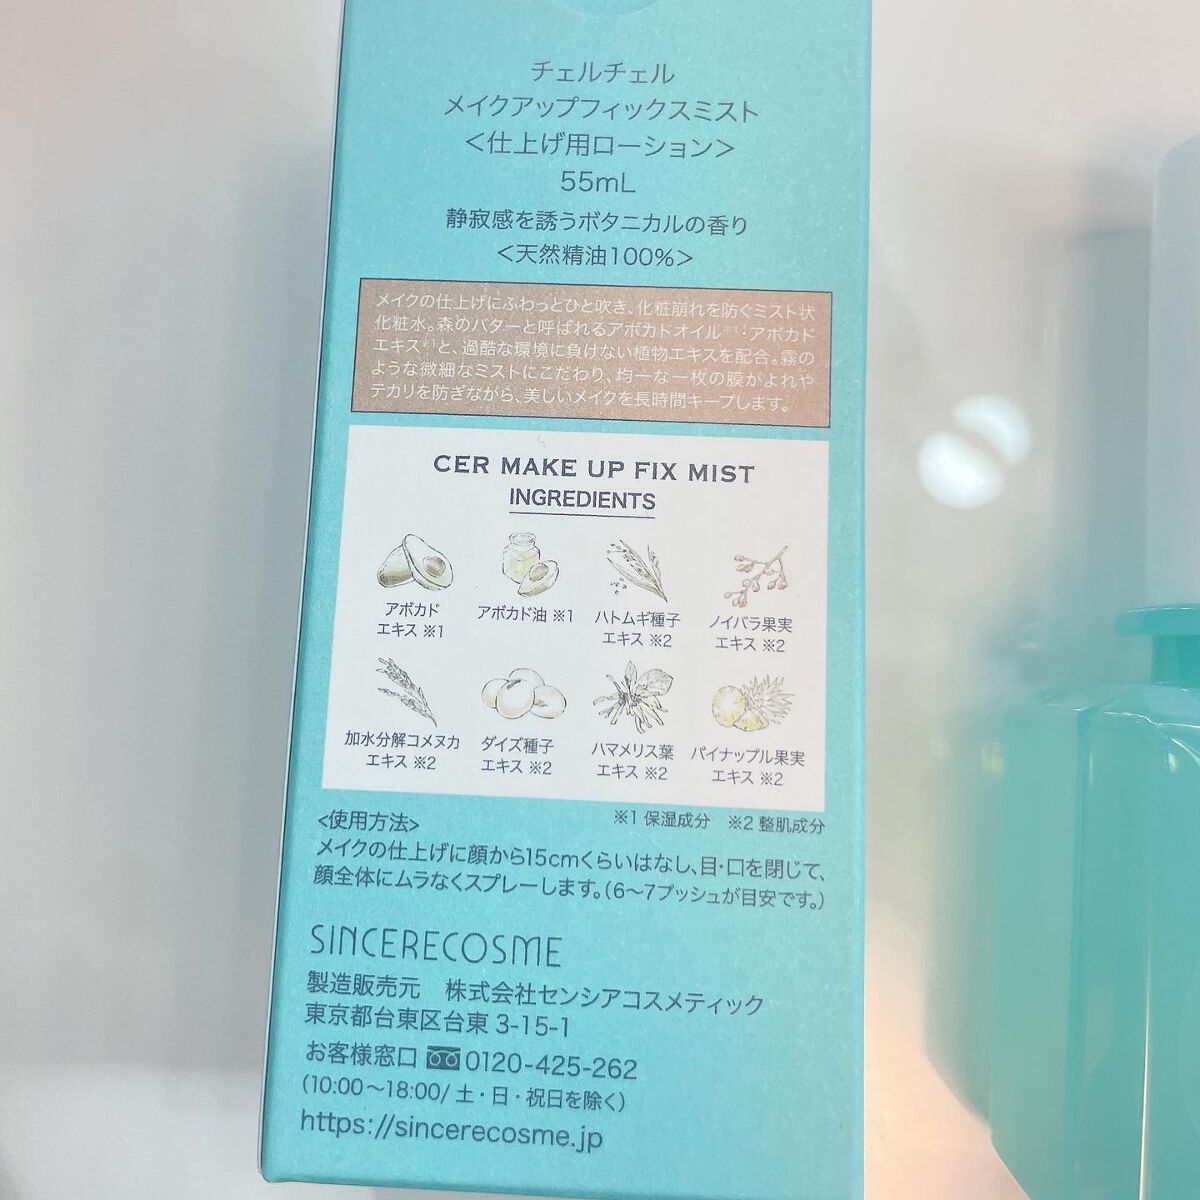 チェルチェル
メイクアップフィックスミスト
＜仕上げ用ローション＞
55mL
静寂感を誘うボタニカルの香り
＜天然精油100%＞
メイクの仕上げにふわっとひと吹き、化粧崩れを防ぐミスト状
化粧水。森のバターと呼ばれるアボカドオイル※1・アボカド
エキス※1と、過酷な環境に負けない植物エキスを配合。霧の
ような微細なミストにこだわり、均一な一枚の膜がよれや
テカリを防ぎながら、美しいメイクを長時間キープします。
CER MAKE UP FIX MIST
INGREDIENTS
アボカド
エキス ※1
アボカド油 ※1
ハトムギ種子
エキス ※2
ノイバラ果実
エキス ※2
加水分解コメヌカ
エキス ※2
ダイズ種子
エキス ※2
ハマメリス葉
エキス ※2
パイナップル果実
エキス ※2
※1 保湿成分　※2 整肌成分
<使用方法>
メイクの仕上げに顔から15cmくらいはなし、目・口を閉じて、
顔全体にムラなくスプレーします。（6〜7プッシュが目安です。）
SINCERECOSME
製造販売元　株式会社センシアコスメティック
東京都台東区台東 3-15-1
お客様窓口 0120-425-262
（10:00〜18:00/ 土・日・祝日を除く）
https://sincerecosme.jp